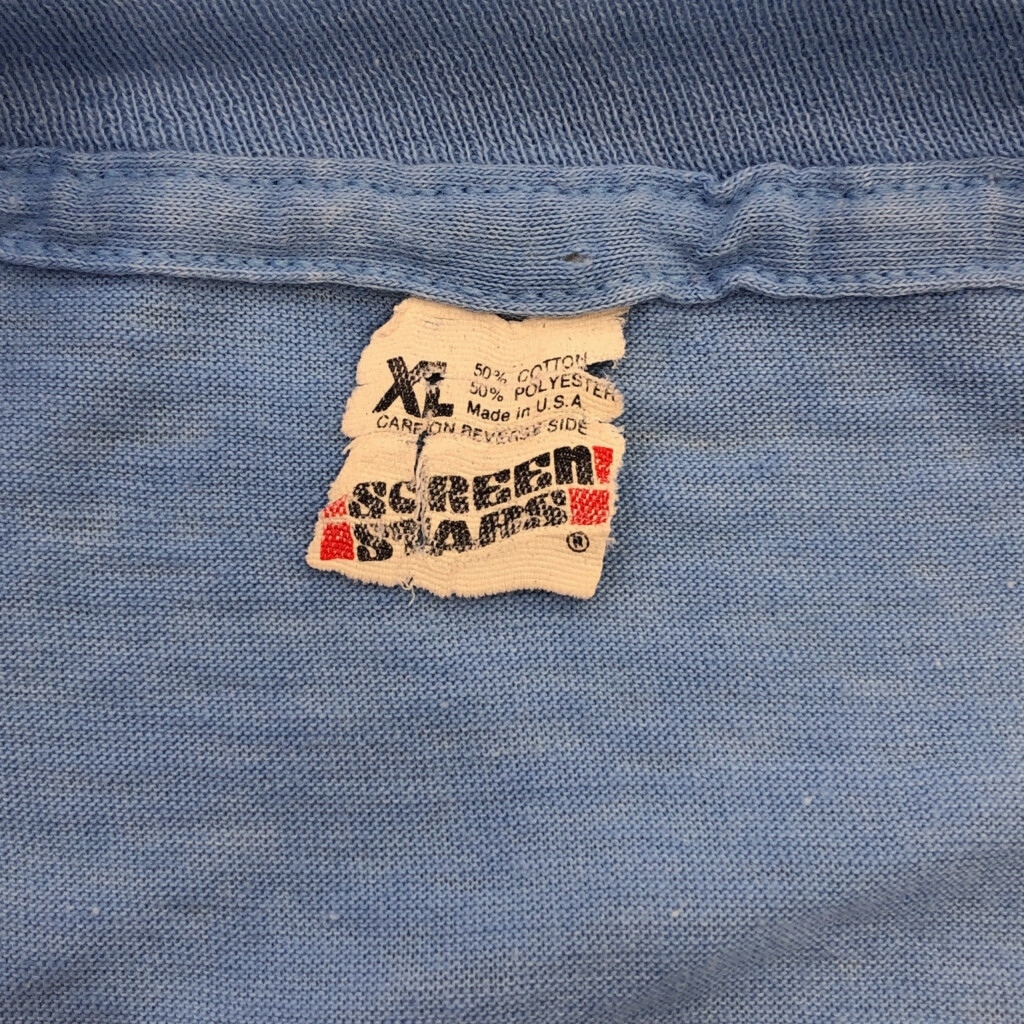 XL
50% COTTON
50% POLYESTER
Made in U.S.A
CARE ON REVERSE SIDE
SCREEN
STARS
®